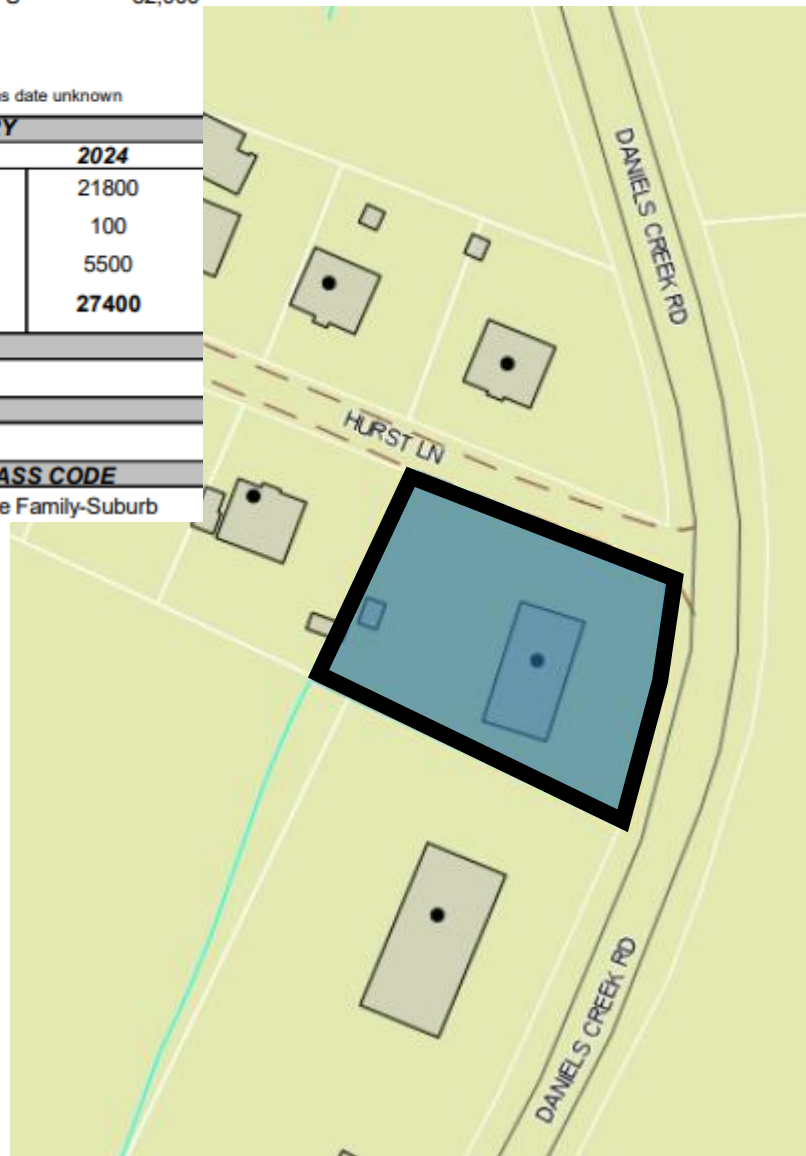 s date unknown
RY
2024
21800
100
5500
27400
ASS CODE
e Family-Suburb
DANIELS CREEK RD
HURST LN
DANIELS CREEK RD